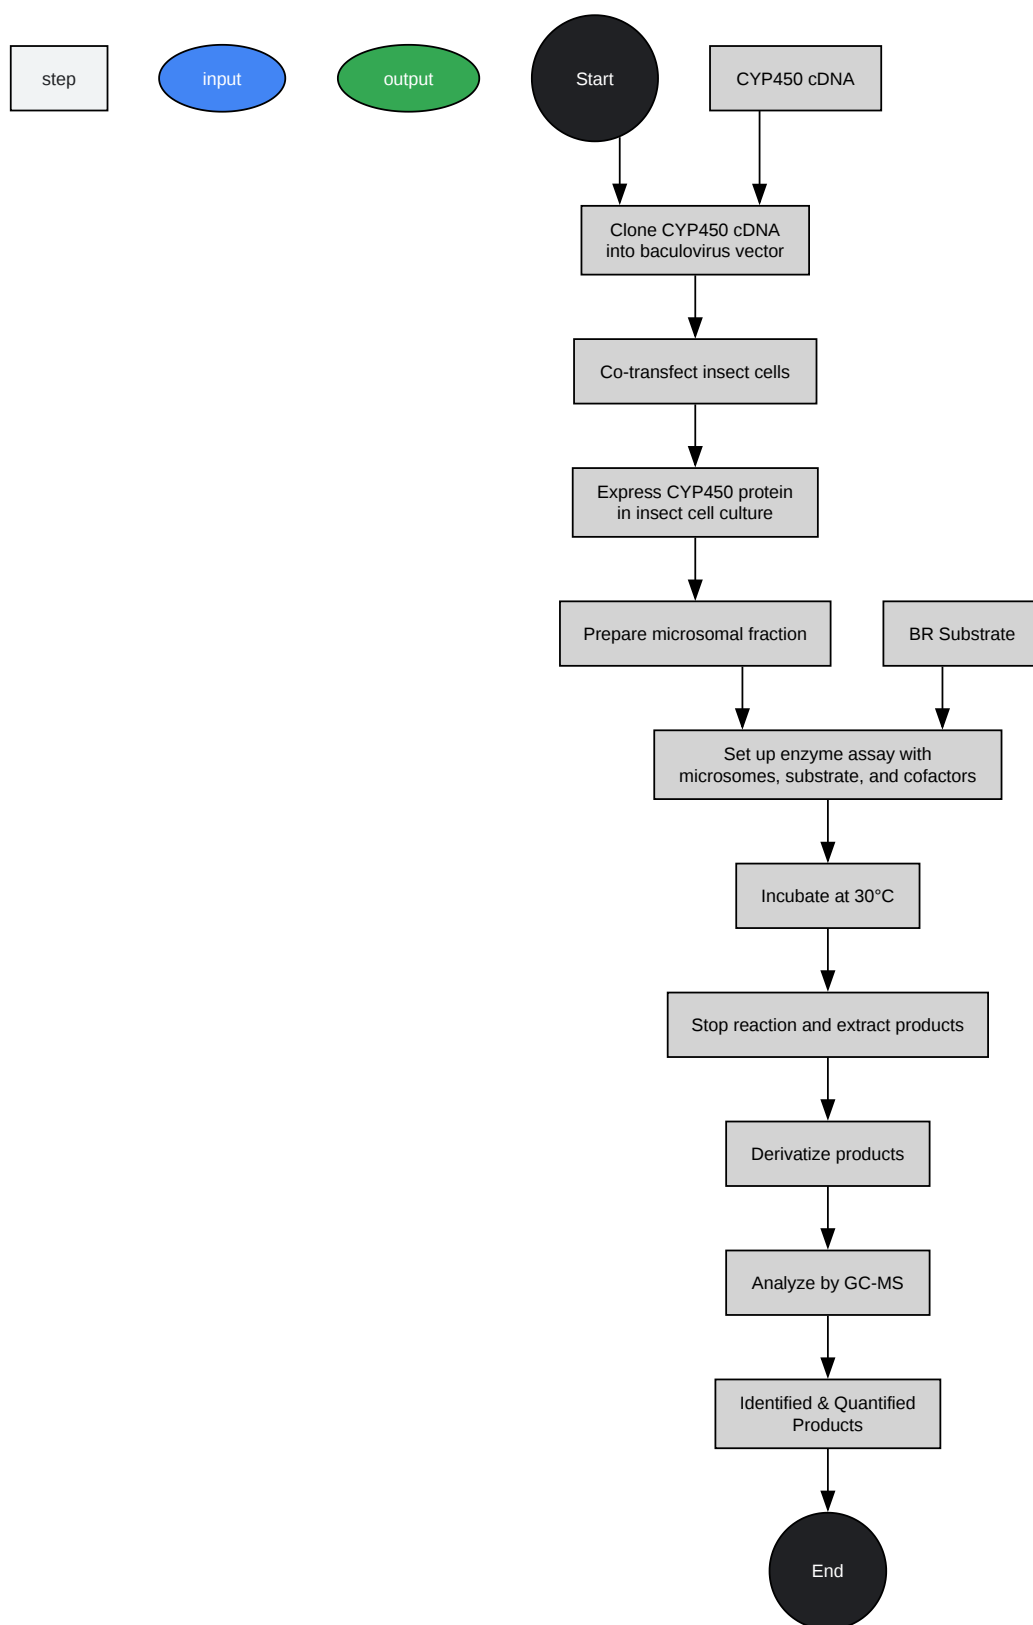 step
input
output
Start
CYP450 cDNA
Clone CYP450 cDNA
into baculovirus vector
Co-transfect insect cells
Express CYP450 protein
in insect cell culture
Prepare microsomal fraction
BR Substrate
Set up enzyme assay with
microsomes, substrate, and cofactors
Incubate at 30°C
Stop reaction and extract products
Derivatize products
Analyze by GC-MS
Identified & Quantified
Products
End